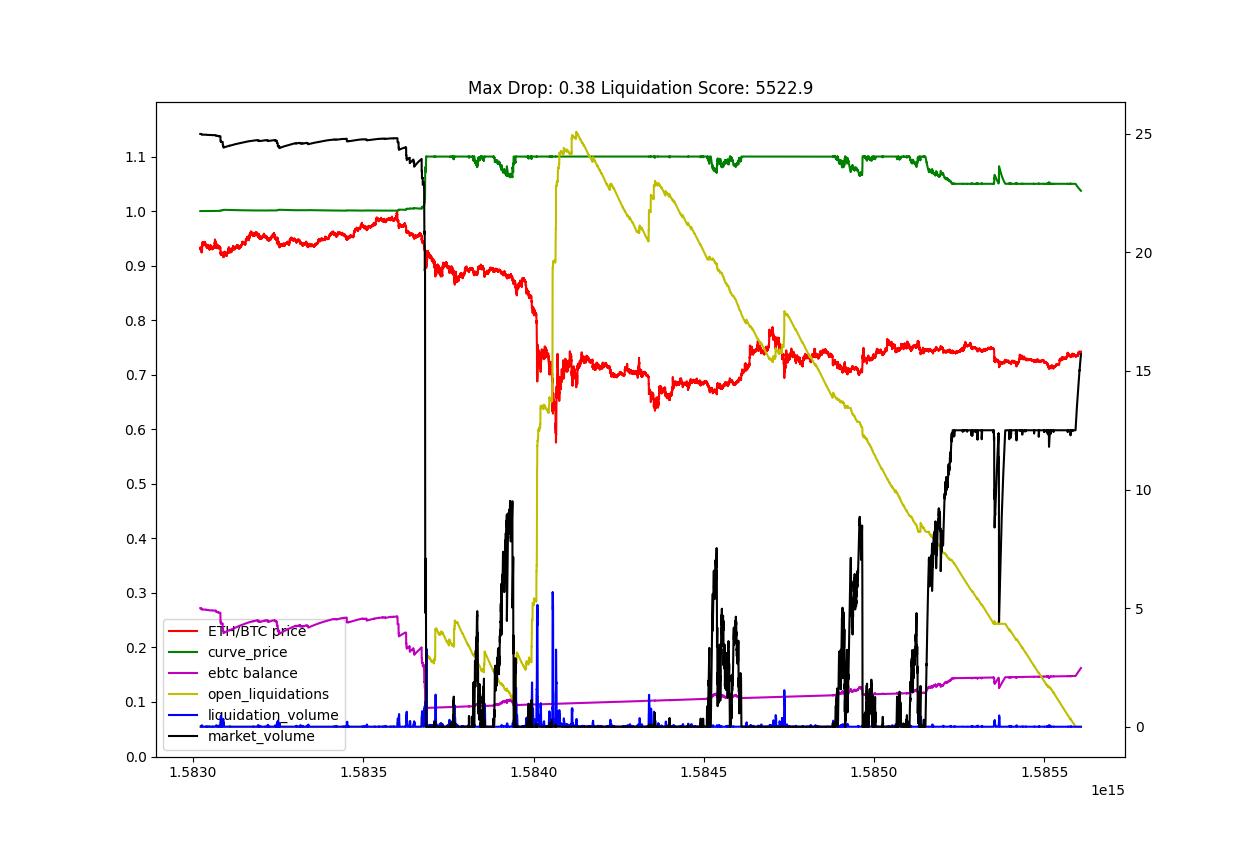 Max Drop: 0.38 Liquidation Score: 5522.9
1.1
1.0
0.9
0.8
0.7
0.6
0.5
0.4
0.3
0.2
0.1
0.0
25
20
15
10
5
0
ETH/BTC price
curve_price
ebtc balance
open_liquidations
liquidation_volume
market_volume
1.5830 1.5835 1.5840 1.5845 1.5850 1.5855
1e15